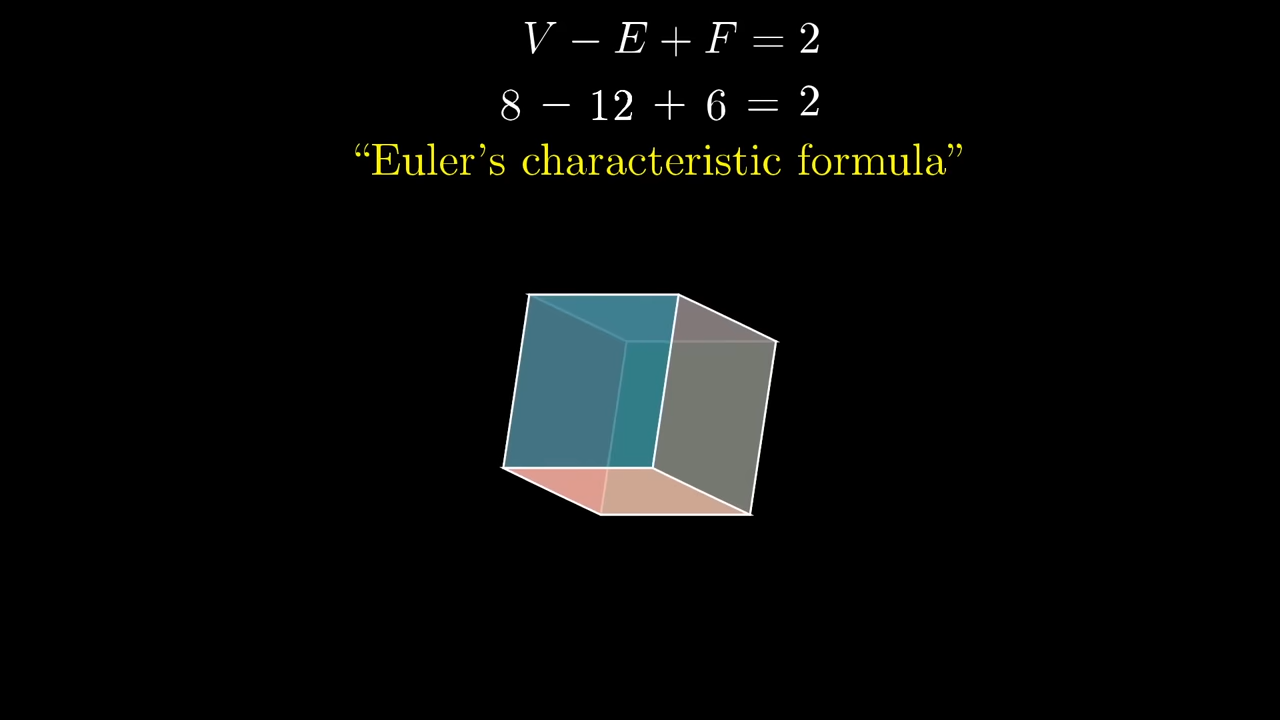 V − E + F = 2
8 − 12 + 6 = 2
“Euler’s characteristic formula”